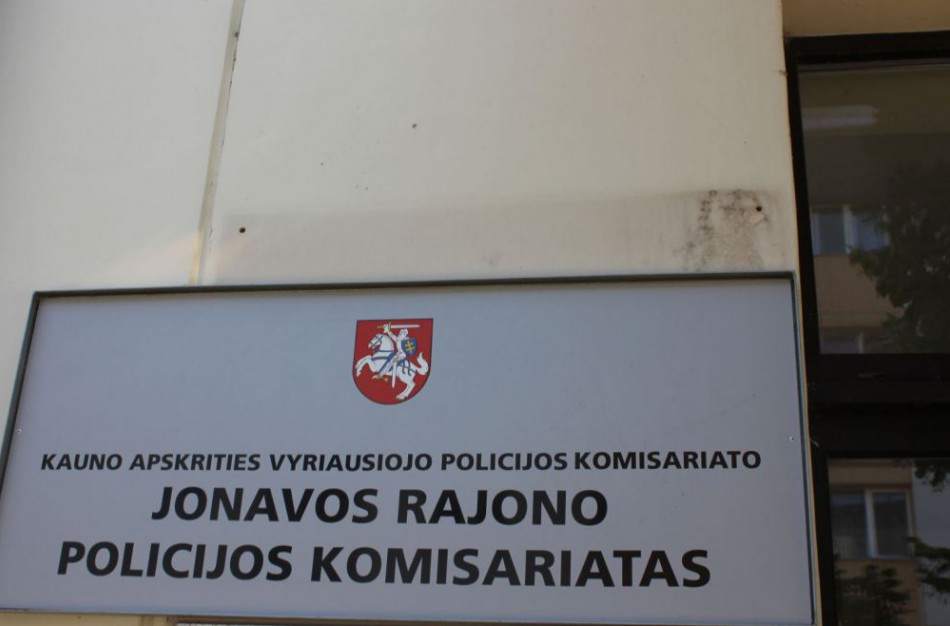 KAUNO APSKRITIES VYRIAUSIOJO POLICIJOS KOMISARIATO
JONAVOS RAJONO
POLICIJOS KOMISARIATAS